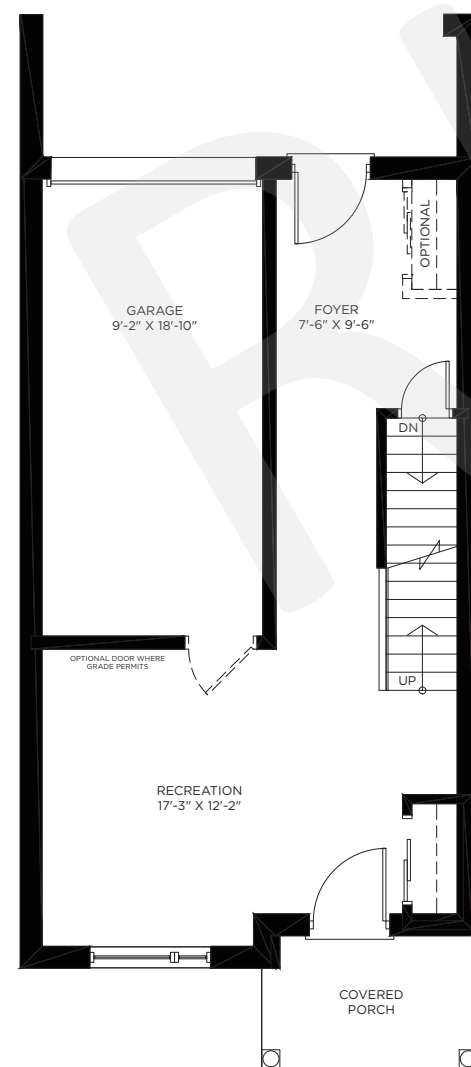 OPTIONAL
GARAGE
9'-2" X 18'-10"
FOYER
7'-6" X 9'-6"
DN
OPTIONAL DOOR WHERE
GRADE PERMITS
UP
RECREATION
17'-3" X 12'-2"
COVERED
PORCH